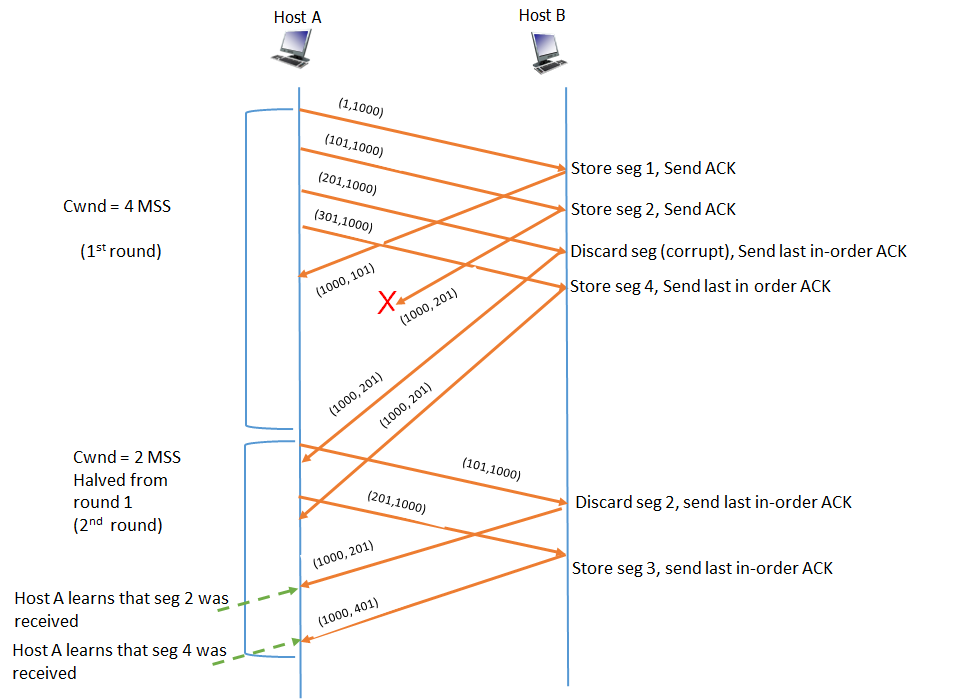 Host A
Host B
(1,1000)
(101,1000)
Store seg 1, Send ACK
(201,1000)
Cwnd = 4 MSS
Store seg 2, Send ACK
(301,1000)
(1st round)
Discard seg (corrupt), Send last in-order ACK
(1000, 101)
Store seg 4, Send last in order ACK
X
(1000, 201)
(1000, 201)
(1000, 201)
Cwnd = 2 MSS
Halved from
round 1
(2nd round)
(101,1000)
(201,1000)
Discard seg 2, send last in-order ACK
(1000, 201)
Store seg 3, send last in-order ACK
Host A learns that seg 2 was
received
(1000, 401)
Host A learns that seg 4 was
received